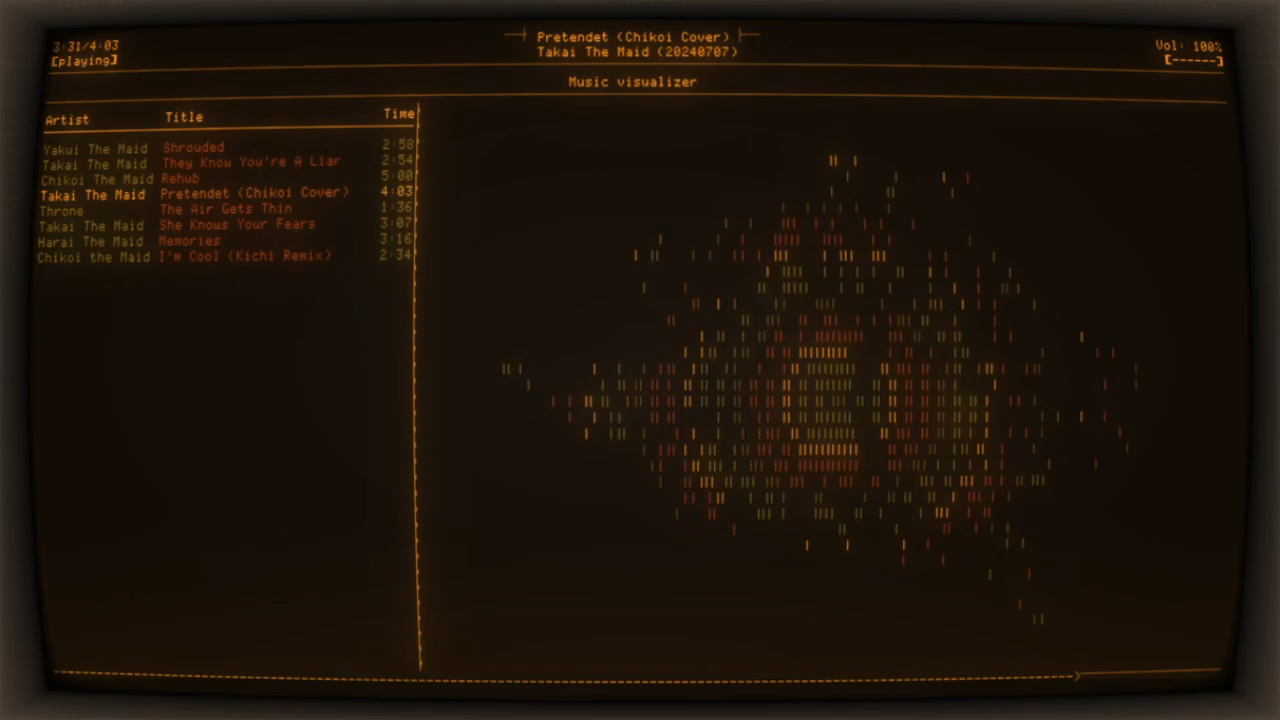 3:31/4:03
[playing]
Pretendet (Chikoi Cover)
Takai The Maid (20240707)
Vol: 100%
[------]
Music visualizer
Artist Title Time
Yakui The Maid Shrouded 2:58
Takai The Maid They Know You're A Liar 2:54
Chikoi The Maid Rehub 5:00
Takai The Maid Pretendet (Chikoi Cover) 4:03
Throne The Air Gets Thin 1:36
Takai The Maid She Knows Your Fears 3:07
Harai The Maid Memories 3:16
Chikoi the Maid I'm Cool (Kichi Remix) 2:34